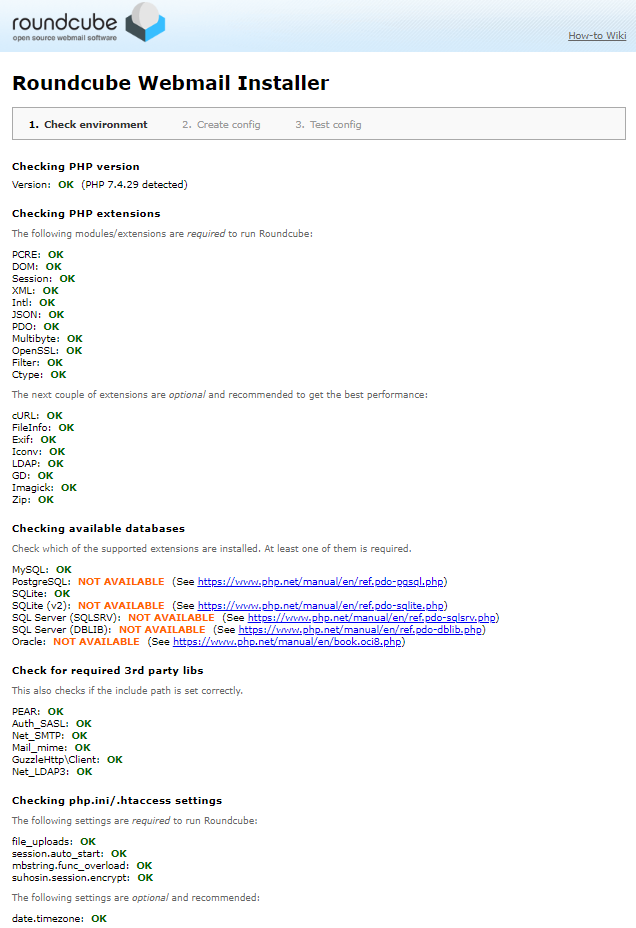 roundcube
open source webmail software
How-to Wiki
Roundcube Webmail Installer
1. Check environment 2. Create config 3. Test config
Checking PHP version
Version: OK (PHP 7.4.29 detected)
Checking PHP extensions
The following modules/extensions are required to run Roundcube:
PCRE: OK
DOM: OK
Session: OK
XML: OK
Intl: OK
JSON: OK
PDO: OK
Multibyte: OK
OpenSSL: OK
Filter: OK
Ctype: OK
The next couple of extensions are optional and recommended to get the best performance:
cURL: OK
FileInfo: OK
Exif: OK
Iconv: OK
LDAP: OK
GD: OK
Imagick: OK
Zip: OK
Checking available databases
Check which of the supported extensions are installed. At least one of them is required.
MySQL: OK
PostgreSQL: NOT AVAILABLE (See https://www.php.net/manual/en/ref.pdo-pgsql.php)
SQLite: OK
SQLite (v2): NOT AVAILABLE (See https://www.php.net/manual/en/ref.pdo-sqlite.php)
SQL Server (SQLSRV): NOT AVAILABLE (See https://www.php.net/manual/en/ref.pdo-sqlsrv.php)
SQL Server (DBLIB): NOT AVAILABLE (See https://www.php.net/manual/en/ref.pdo-dblib.php)
Oracle: NOT AVAILABLE (See https://www.php.net/manual/en/book.oci8.php)
Check for required 3rd party libs
This also checks if the include path is set correctly.
PEAR: OK
Auth_SASL: OK
Net_SMTP: OK
Mail_mime: OK
GuzzleHttp\Client: OK
Net_LDAP3: OK
Checking php.ini/.htaccess settings
The following settings are required to run Roundcube:
file_uploads: OK
session.auto_start: OK
mbstring.func_overload: OK
suhosin.session.encrypt: OK
The following settings are optional and recommended:
date.timezone: OK